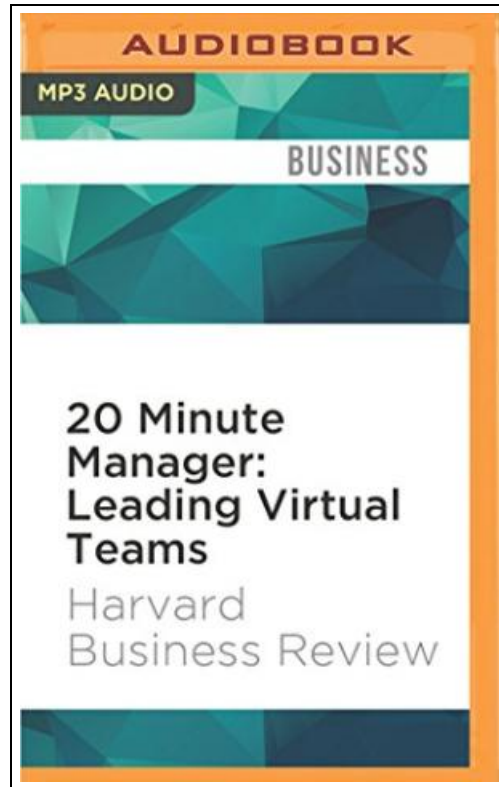 AUDIOBOOK
MP3 AUDIO
BUSINESS
20 Minute
Manager:
Leading Virtual
Teams
Harvard
Business Review